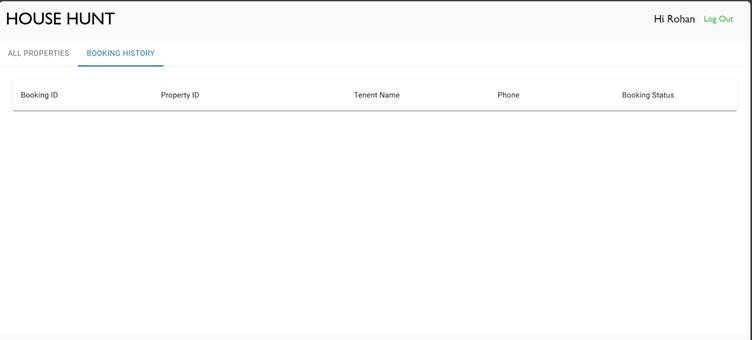 HOUSE HUNT
Hi Rohan Log Out
ALL PROPERTIES BOOKING HISTORY
Booking ID Property ID Tenent Name Phone Booking Status